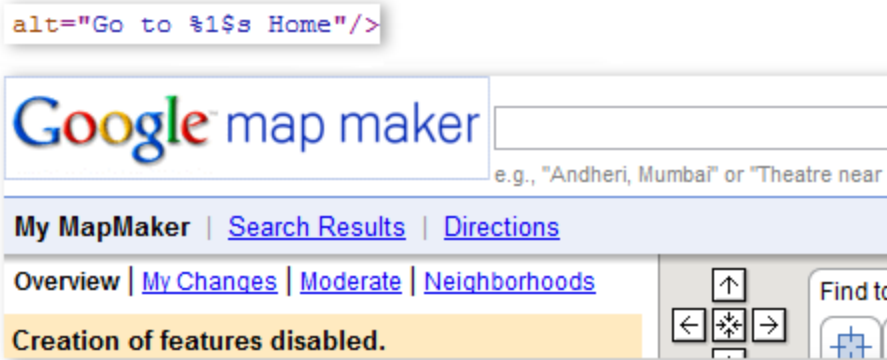 alt="Go to %1$s Home"/>
Google™ map maker
e.g., "Andheri, Mumbai" or "Theatre near
My MapMaker | Search Results | Directions
Overview | My Changes | Moderate | Neighborhoods
Find to
Creation of features disabled.